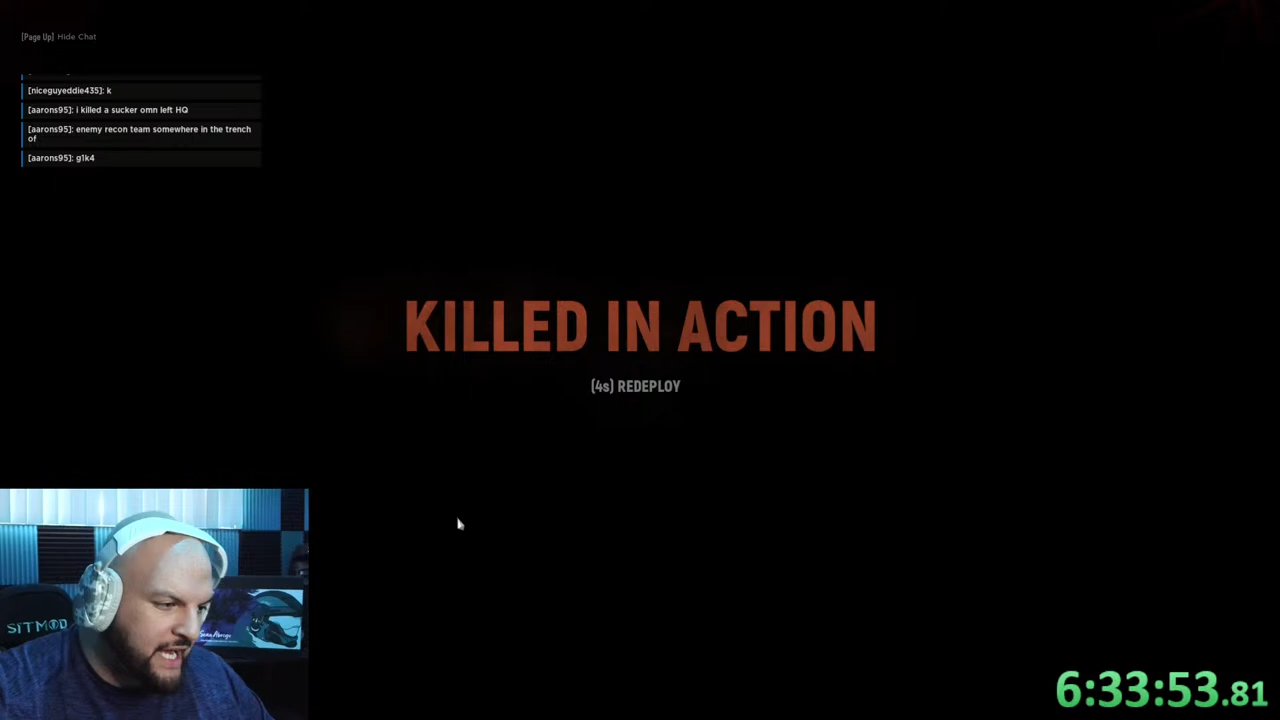 [Page Up] Hide Chat
[niceguyeddie435]: k
[aarons95]: i killed a sucker omn left HQ
[aarons95]: enemy recon team somewhere in the trench
of
[aarons95]: g1k4
KILLED IN ACTION
(4s) REDEPLOY
SITMOD
6:33:53.81